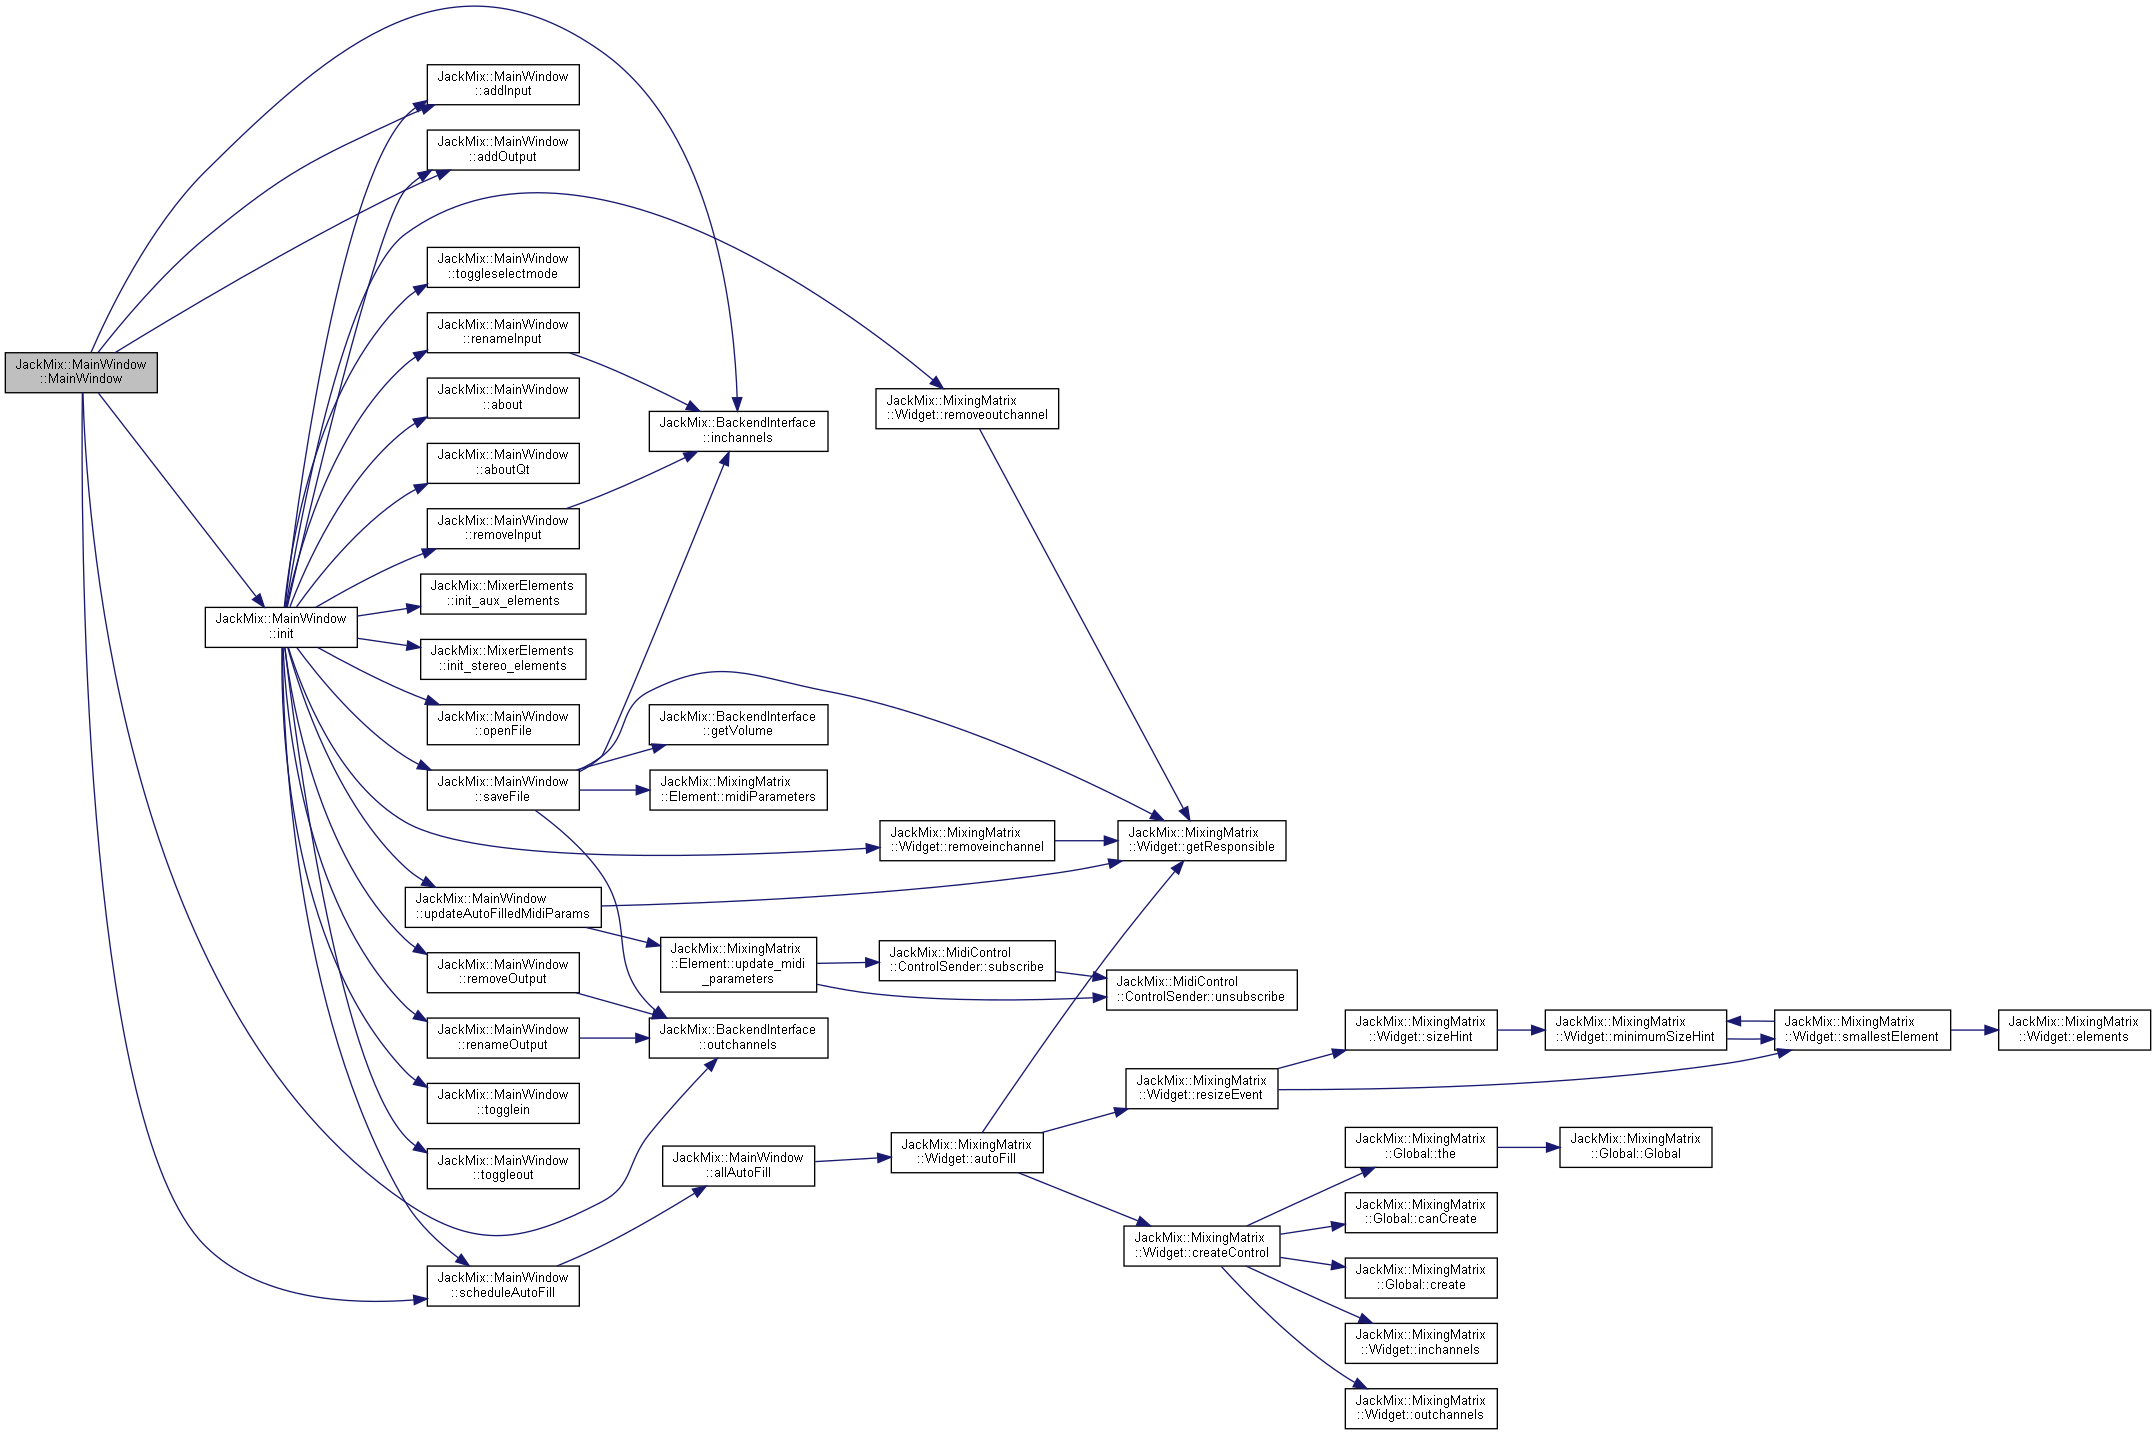 JackMix::MainWindow
::MainWindow
JackMix::MainWindow
::init
JackMix::MainWindow
::addInput
JackMix::MainWindow
::addOutput
JackMix::MainWindow
::toggleselectmode
JackMix::MainWindow
::renameInput
JackMix::MainWindow
::about
JackMix::MainWindow
::aboutQt
JackMix::MainWindow
::removeInput
JackMix::MixerElements
::init_aux_elements
JackMix::MixerElements
::init_stereo_elements
JackMix::MainWindow
::openFile
JackMix::MainWindow
::saveFile
JackMix::MainWindow
::updateAutoFilledMidiParams
JackMix::MainWindow
::removeOutput
JackMix::MainWindow
::renameOutput
JackMix::MainWindow
::togglein
JackMix::MainWindow
::toggleout
JackMix::MainWindow
::scheduleAutoFill
JackMix::BackendInterface
::inchannels
JackMix::BackendInterface
::getVolume
JackMix::MixingMatrix
::Element::midiParameters
JackMix::MixingMatrix
::Element::update_midi
_parameters
JackMix::BackendInterface
::outchannels
JackMix::MainWindow
::allAutoFill
JackMix::MixingMatrix
::Widget::removeoutchannel
JackMix::MixingMatrix
::Widget::removeinchannel
JackMix::MidiControl
::ControlSender::subscribe
JackMix::MixingMatrix
::Widget::autoFill
JackMix::MixingMatrix
::Widget::getResponsible
JackMix::MidiControl
::ControlSender::unsubscribe
JackMix::MixingMatrix
::Widget::resizeEvent
JackMix::MixingMatrix
::Widget::createControl
JackMix::MixingMatrix
::Widget::sizeHint
JackMix::MixingMatrix
::Global::the
JackMix::MixingMatrix
::Global::canCreate
JackMix::MixingMatrix
::Global::create
JackMix::MixingMatrix
::Widget::inchannels
JackMix::MixingMatrix
::Widget::outchannels
JackMix::MixingMatrix
::Widget::minimumSizeHint
JackMix::MixingMatrix
::Global::Global
JackMix::MixingMatrix
::Widget::smallestElement
JackMix::MixingMatrix
::Widget::elements